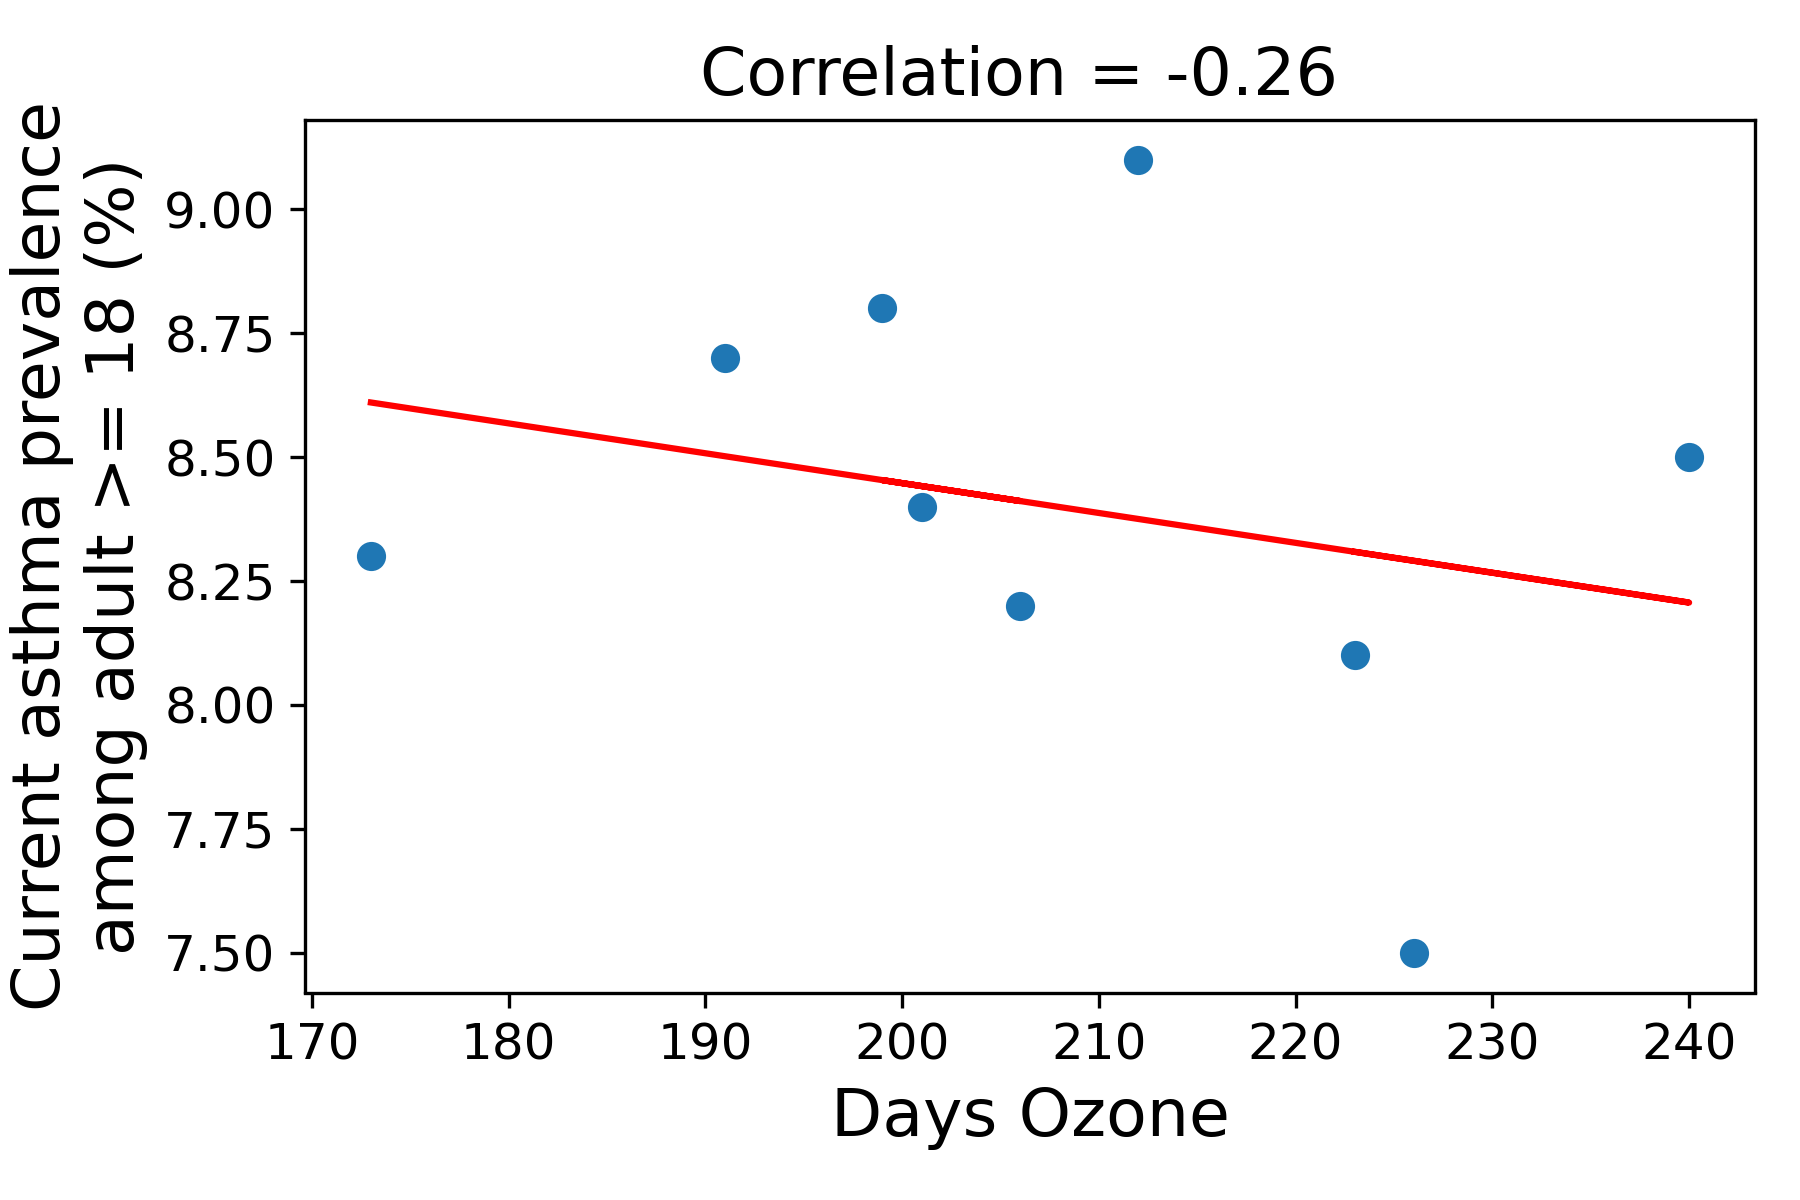 Correlation = -0.26
Current asthma prevalence
among adult >= 18 (%)
9.00
8.75
8.50
8.25
8.00
7.75
7.50
170 180 190 200 210 220 230 240
Days Ozone